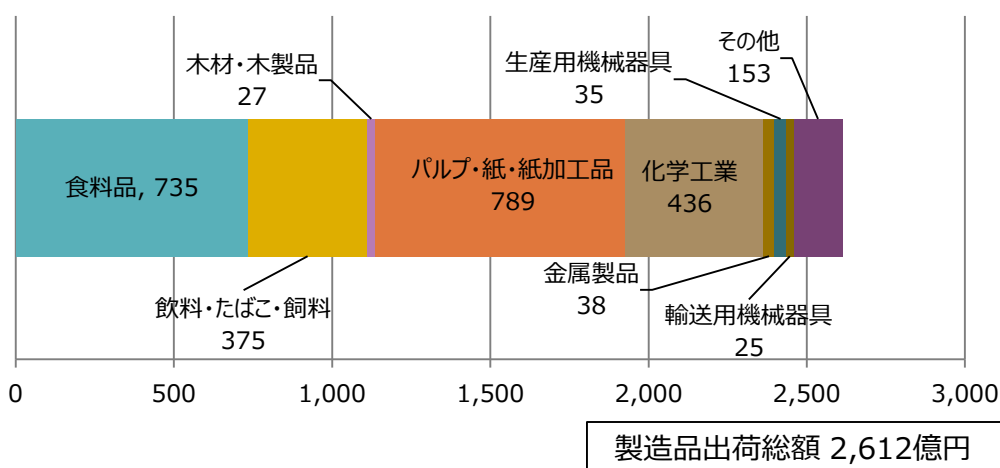 その他
153
生産用機械器具
35
木材・木製品
27
食料品, 735
パルプ・紙・紙加工品
789
化学工業
436
金属製品
38
飲料・たばこ・飼料
375
輸送用機械器具
25
0 500 1,000 1,500 2,000 2,500 3,000
製造品出荷総額 2,612億円